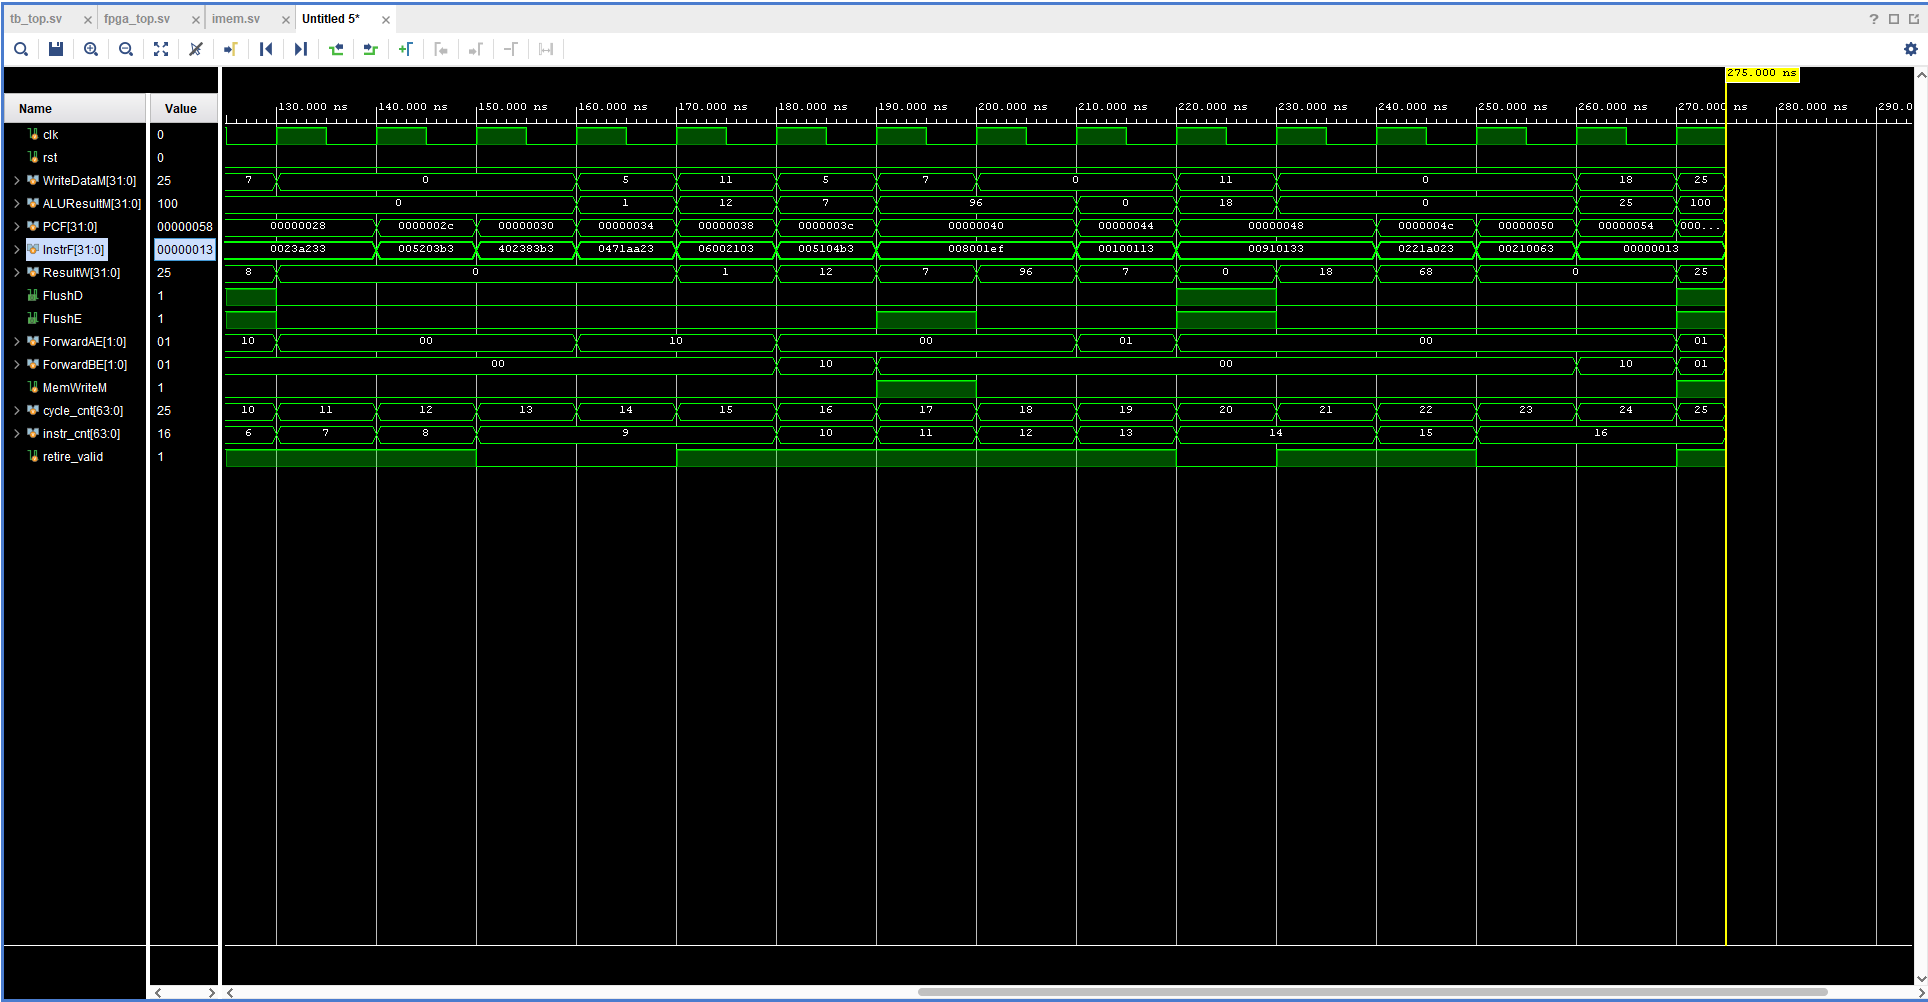 tb_top.sv × fpga_top.sv × imem.sv × Untitled 5* ×
?
275.000 ns
Name Value
130.000 ns 140.000 ns 150.000 ns 160.000 ns 170.000 ns 180.000 ns 190.000 ns 200.000 ns 210.000 ns 220.000 ns 230.000 ns 240.000 ns 250.000 ns 260.000 ns 270.000 ns 280.000 ns 290.0
clk 0
rst 0
WriteDataM[31:0] 25 7 0 5 11 5 7 0 11 0 18 25
ALUResultM[31:0] 100 0 1 12 7 96 0 18 0 25 100
PCF[31:0] 00000058 00000028 0000002c 00000030 00000034 00000038 0000003c 00000040 00000044 00000048 0000004c 00000050 00000054 000...
InstrF[31:0] 00000013 0023a233 005203b3 402383b3 0471aa23 06002103 005104b3 008001ef 00100113 00910133 0221a023 00210063 00000013
ResultW[31:0] 25 8 0 1 12 7 96 7 0 18 68 0 25
FlushD 1
FlushE 1
ForwardAE[1:0] 01 10 00 10 00 01 00 01
ForwardBE[1:0] 01 00 10 00 10 01
MemWriteM 1
cycle_cnt[63:0] 25 10 11 12 13 14 15 16 17 18 19 20 21 22 23 24 25
instr_cnt[63:0] 16 6 7 8 9 10 11 12 13 14 15 16
retire_valid 1